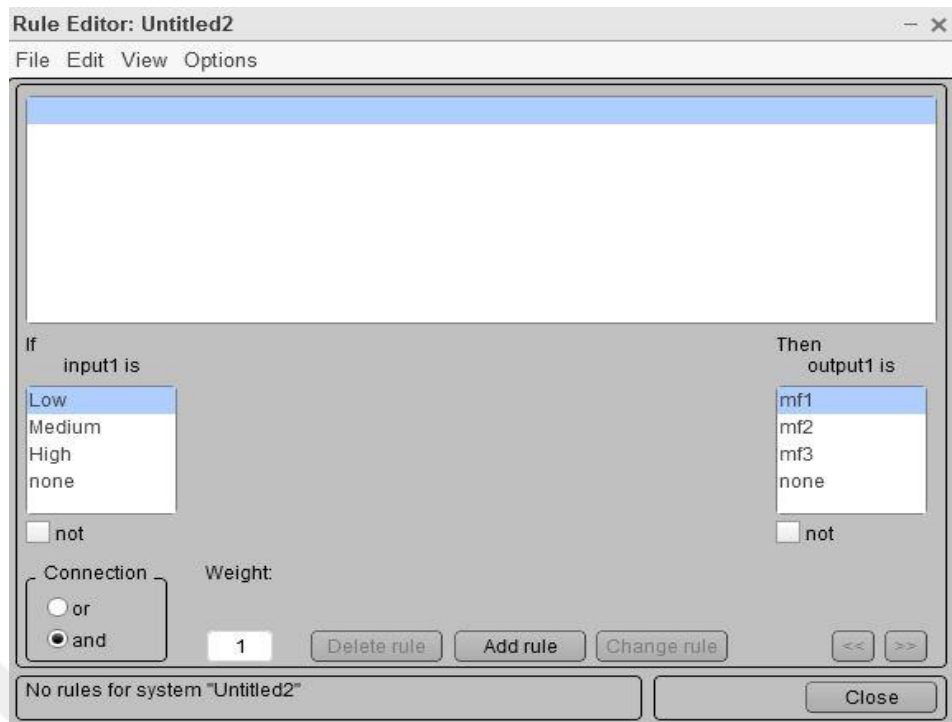 Rule Editor: Untitled2
File Edit View Options
If
input1 is
Low
Medium
High
none
not
Then
output1 is
mf1
mf2
mf3
none
not
Connection
or
and
Weight:
1
Delete rule
Add rule
Change rule
<<
>>
No rules for system "Untitled2"
Close